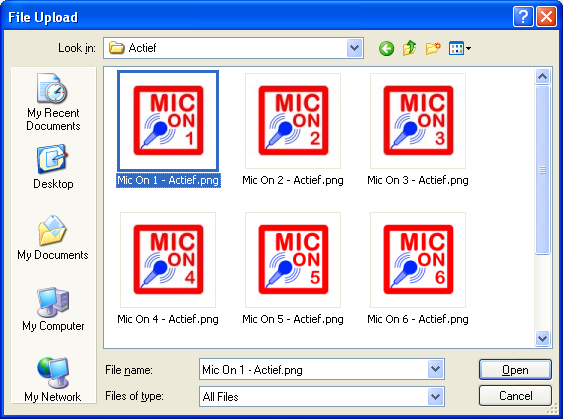 File Upload
Look in:
Actief
My Recent
Documents
Desktop
My Documents
My Computer
My Network
MIC
ON
1
MIC
ON
2
MIC
ON
3
Mic On 1 - Actief.png
Mic On 2 - Actief.png
Mic On 3 - Actief.png
MIC
ON
4
MIC
ON
5
MIC
ON
6
Mic On 4 - Actief.png
Mic On 5 - Actief.png
Mic On 6 - Actief.png
File name:
Mic On 1 - Actief.png
Open
Files of type:
All Files
Cancel